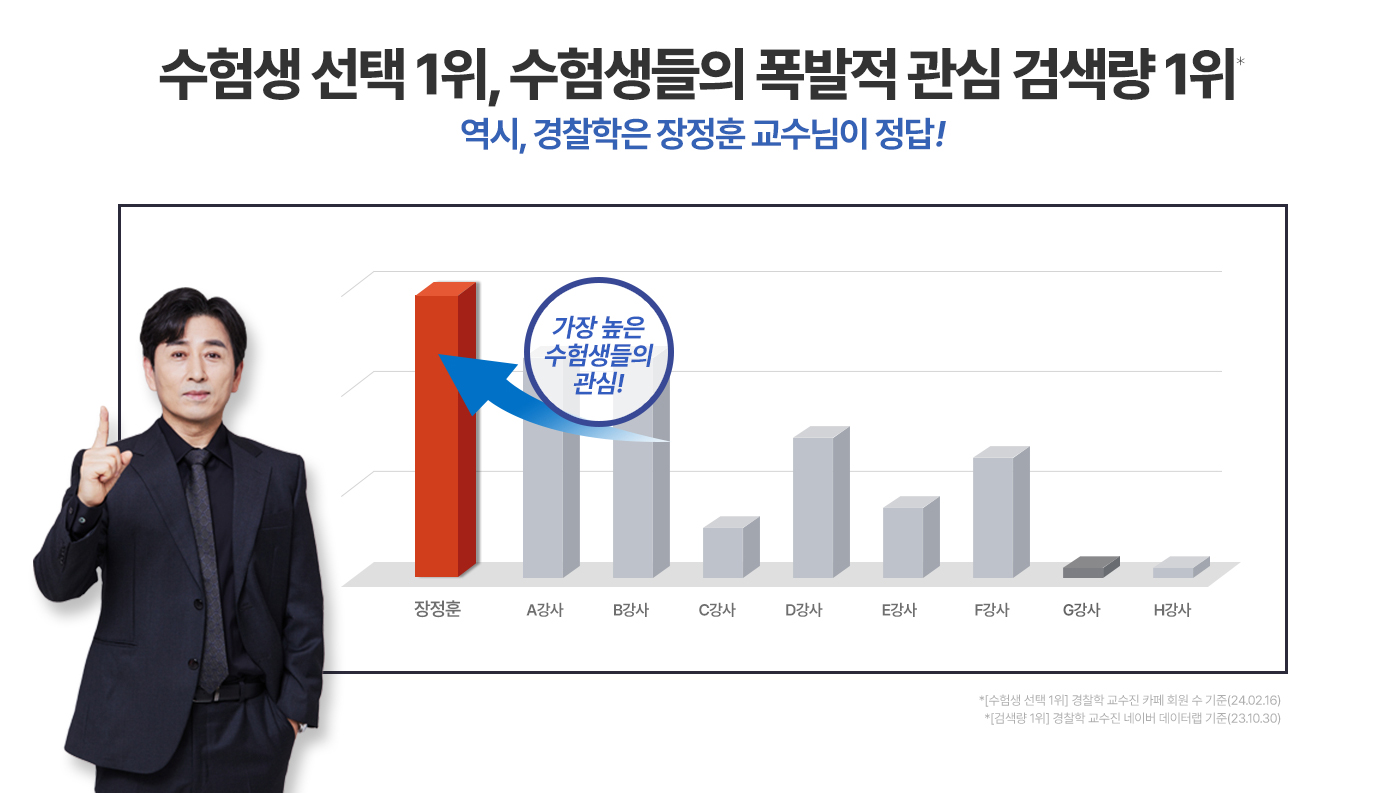 수험생 선택 1위, 수험생들의 폭발적 관심 검색량 1위*
역시, 경찰학은 장정훈 교수님이 정답!
가장 높은
수험생들의
관심!
장정훈 A강사 B강사 C강사 D강사 E강사 F강사 G강사 H강사
*[수험생 선택 1위] 경찰학 교수진 카페 회원 수 기준(24.02.16)
*[검색량 1위] 경찰학 교수진 네이버 데이터랩 기준(23.10.30)